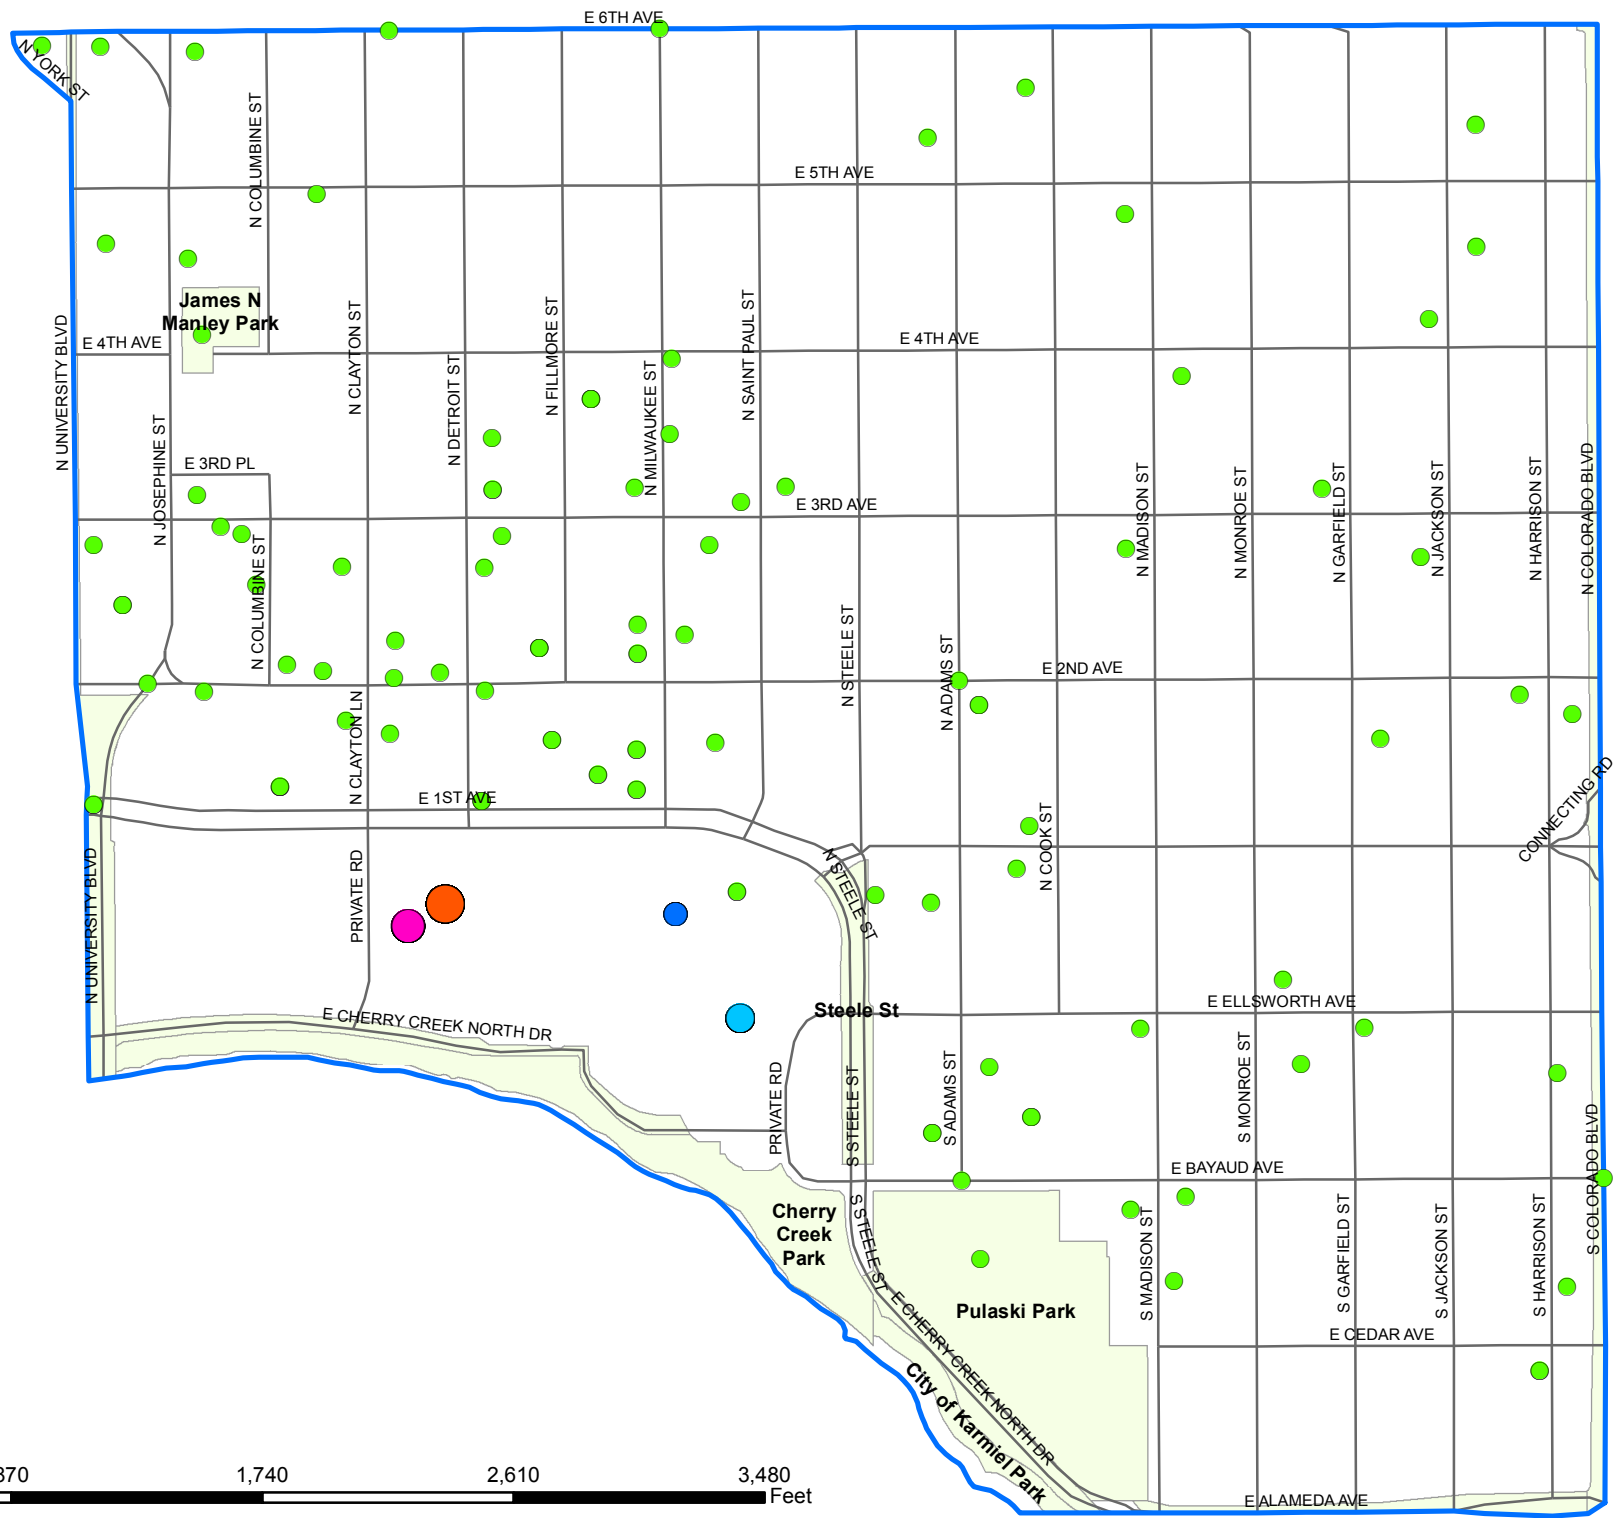 E 6TH AVE
N YORK ST
N COLUMBINE ST
E 5TH AVE
James N
Manley Park
N UNIVERSITY BLVD
E 4TH AVE
N CLAYTON ST
N DETROIT ST
N FILLMORE ST
N MILWAUKEE ST
N SAINT PAUL ST
E 4TH AVE
N JOSEPHINE ST
E 3RD PL
E 3RD AVE
N COLUMBINE ST
N MADISON ST
N MONROE ST
N GARFIELD ST
N JACKSON ST
N HARRISON ST
N COLORADO BLVD
N STEELE ST
N ADAMS ST
E 2ND AVE
N CLAYTON LN
E 1ST AVE
N COOK ST
CONNECTING RD
N UNIVERSITY BLVD
PRIVATE RD
N STEELE ST
E CHERRY CREEK NORTH DR
Steele St
E ELLSWORTH AVE
PRIVATE RD
S STEELE ST
S ADAMS ST
S MONROE ST
S COLORADO BLVD
E BAYAUD AVE
Cherry
Creek
Park
S STEELE ST
Pulaski Park
S MADISON ST
S GARFIELD ST
S JACKSON ST
S HARRISON ST
E CHERRY CREEK NORTH DR
E CEDAR AVE
City of Karmiel Park
E ALAMEDA AVE
870
1,740
2,610
3,480
Feet